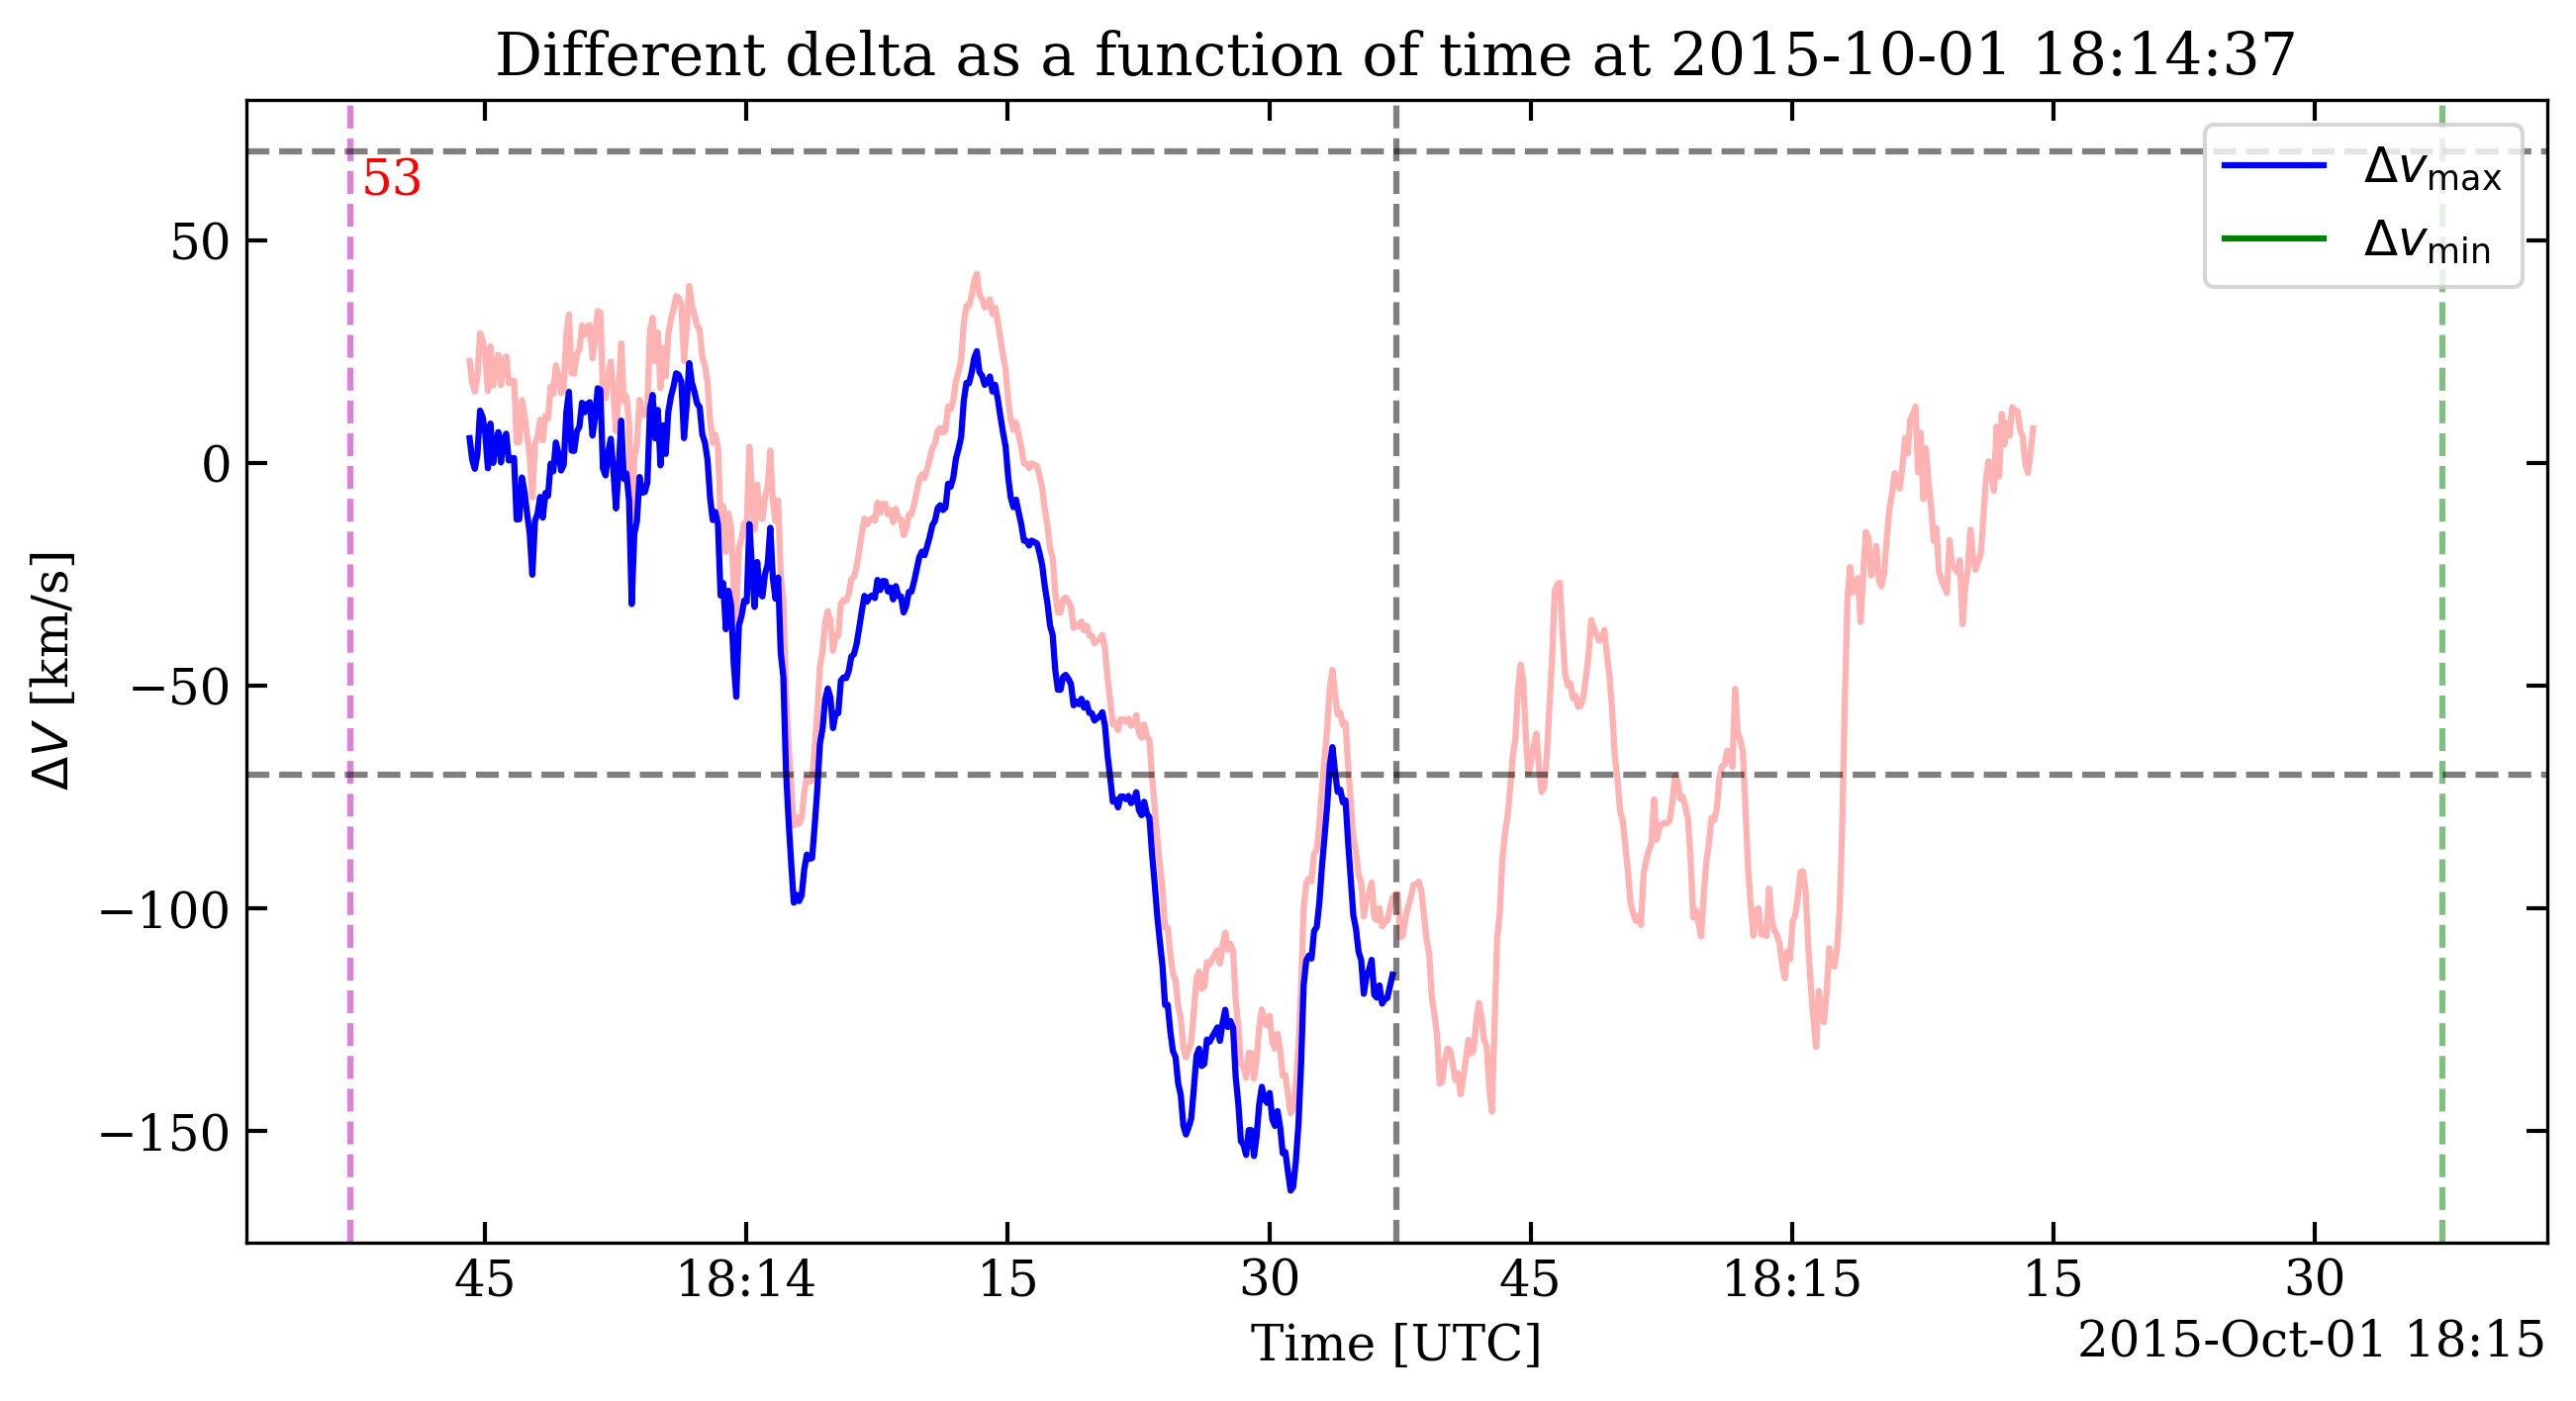 Different delta as a function of time at 2015-10-01 18:14:37
53
Δvmax
Δvmin
50
0
−50
−100
−150
ΔV [km/s]
45 18:14 15 30 45 18:15 15 30
Time [UTC]
2015-Oct-01 18:15